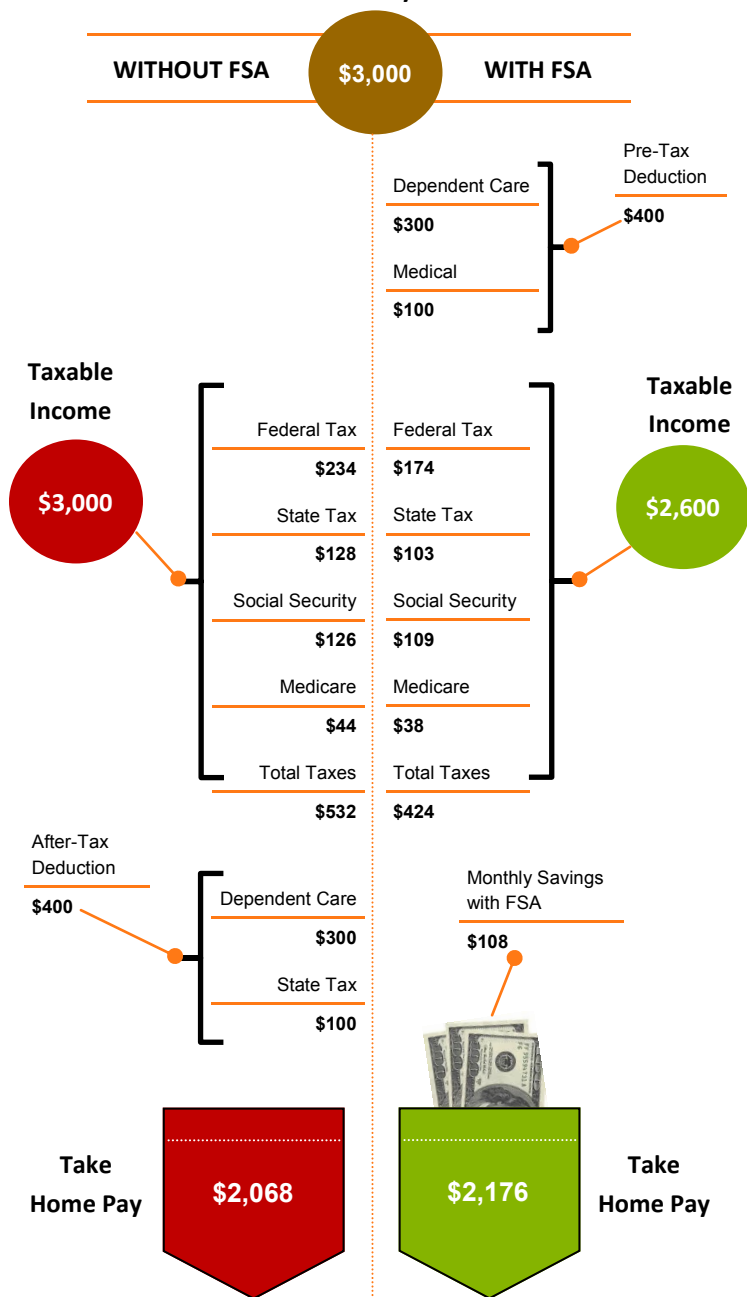 WITHOUT FSA
$3,000
WITH FSA
Pre-Tax
Deduction
$400
Dependent Care
$300
Medical
$100
Taxable
Income
$3,000
Federal Tax
$234
State Tax
$128
Social Security
$126
Medicare
$44
Total Taxes
$532
Federal Tax
$174
State Tax
$103
Social Security
$109
Medicare
$38
Total Taxes
$424
Taxable
Income
$2,600
After-Tax
Deduction
$400
Dependent Care
$300
State Tax
$100
Monthly Savings
with FSA
$108
Take
Home Pay
$2,068
$2,176
Take
Home Pay